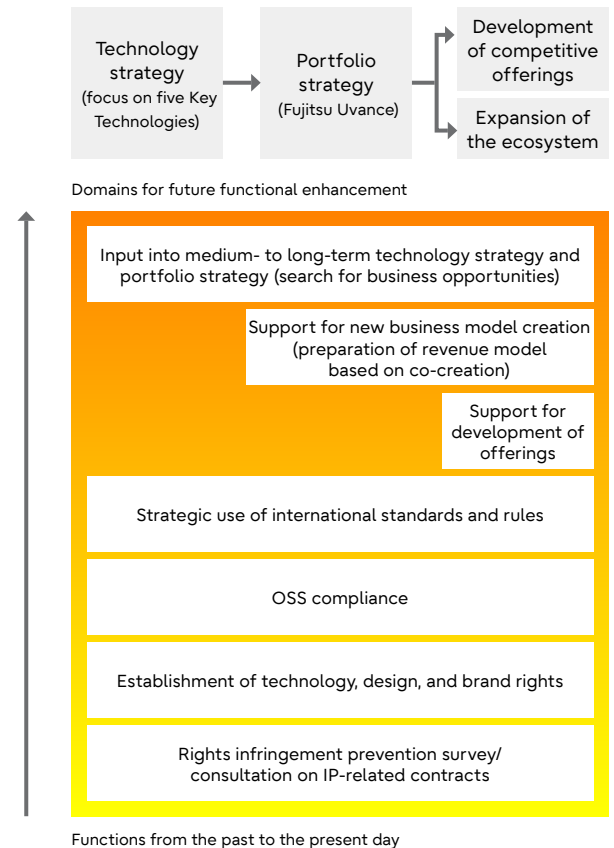 Technology
strategy
(focus on five Key
Technologies)
Portfolio
strategy
(Fujitsu Uvance)
Development
of competitive
offerings
Expansion of
the ecosystem
Domains for future functional enhancement
Input into medium- to long-term technology strategy and
portfolio strategy (search for business opportunities)
Support for new business model creation
(preparation of revenue model
based on co-creation)
Support for
development of
offerings
Strategic use of international standards and rules
OSS compliance
Establishment of technology, design, and brand rights
Rights infringement prevention survey/
consultation on IP-related contracts
Functions from the past to the present day